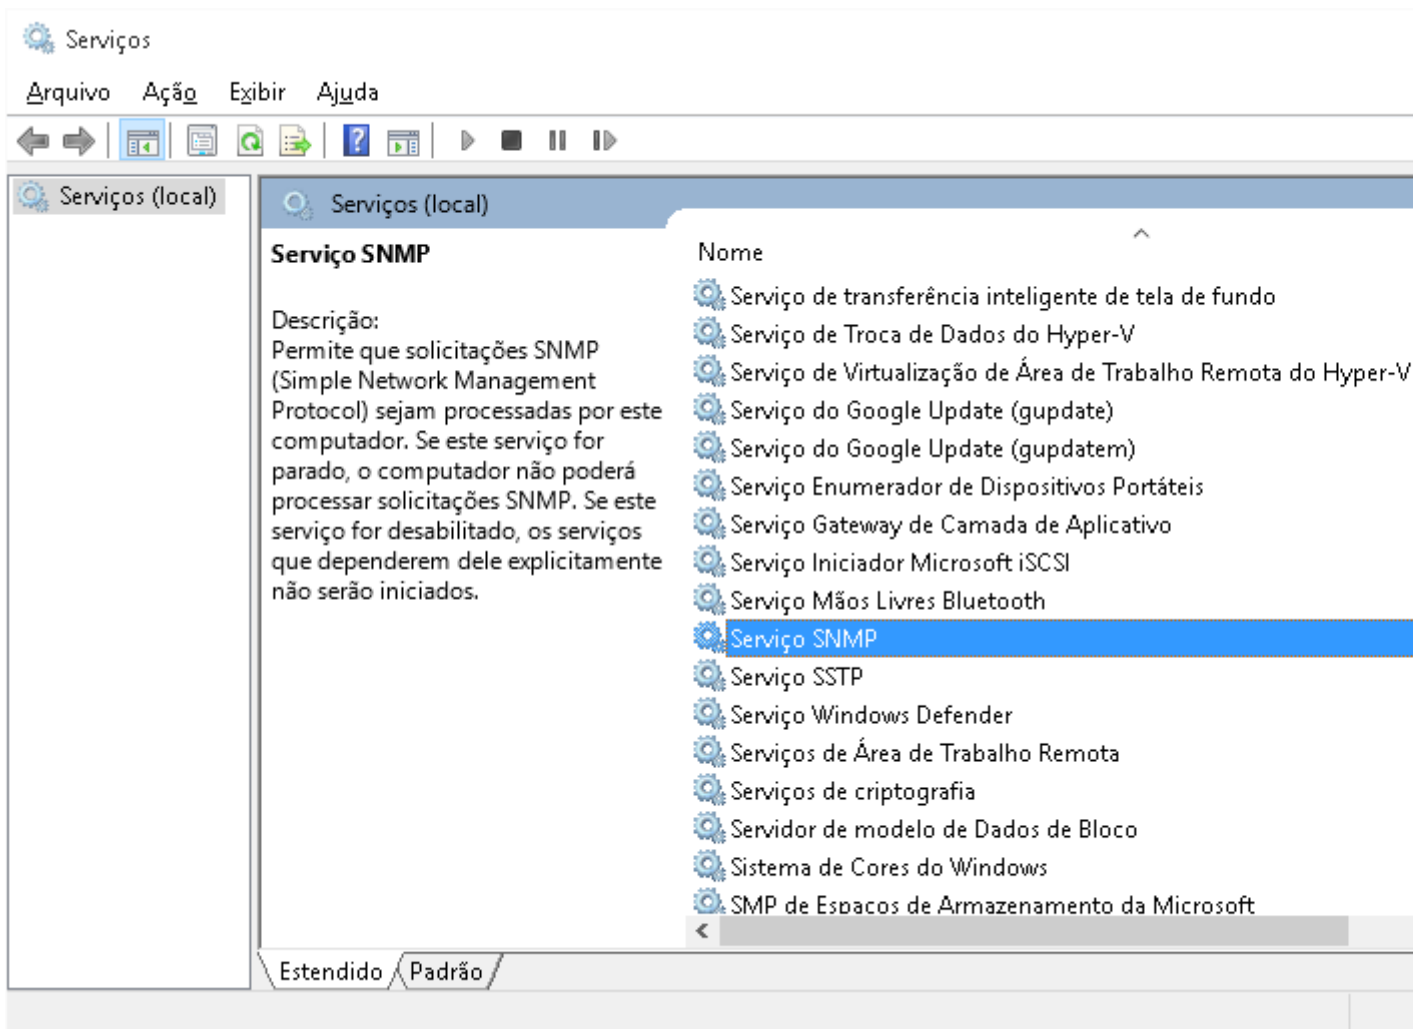 Serviços
Arquivo Ação Exibir Ajuda
Serviços (local)
Serviços (local)
Serviço SNMP
Descrição:
Permite que solicitações SNMP
(Simple Network Management
Protocol) sejam processadas por este
computador. Se este serviço for
parado, o computador não poderá
processar solicitações SNMP. Se este
serviço for desabilitado, os serviços
que dependerem dele explicitamente
não serão iniciados.
Nome
Serviço de transferência inteligente de tela de fundo
Serviço de Troca de Dados do Hyper-V
Serviço de Virtualização de Área de Trabalho Remota do Hyper-V
Serviço do Google Update (gupdate)
Serviço do Google Update (gupdatem)
Serviço Enumerador de Dispositivos Portáteis
Serviço Gateway de Camada de Aplicativo
Serviço Iniciador Microsoft iSCSI
Serviço Mãos Livres Bluetooth
Serviço SNMP
Serviço SSTP
Serviço Windows Defender
Serviços de Área de Trabalho Remota
Serviços de criptografia
Servidor de modelo de Dados de Bloco
Sistema de Cores do Windows
SMP de Espaços de Armazenamento da Microsoft
Estendido Padrão